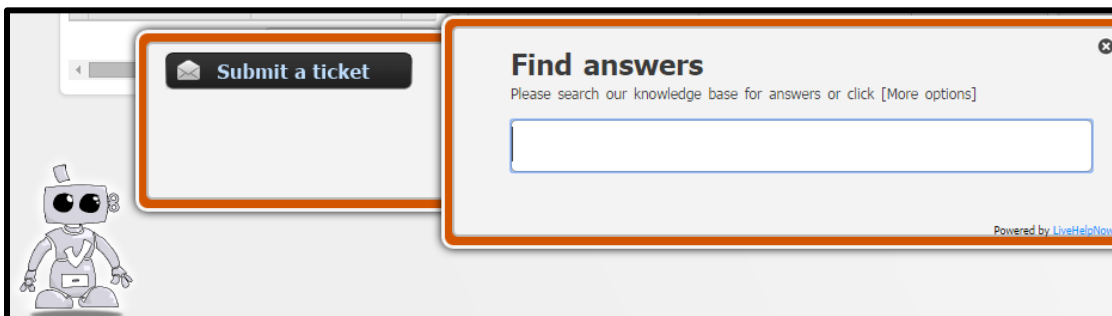 Submit a ticket
Find answers
Please search our knowledge base for answers or click [More options]
Powered by LiveHelpNow